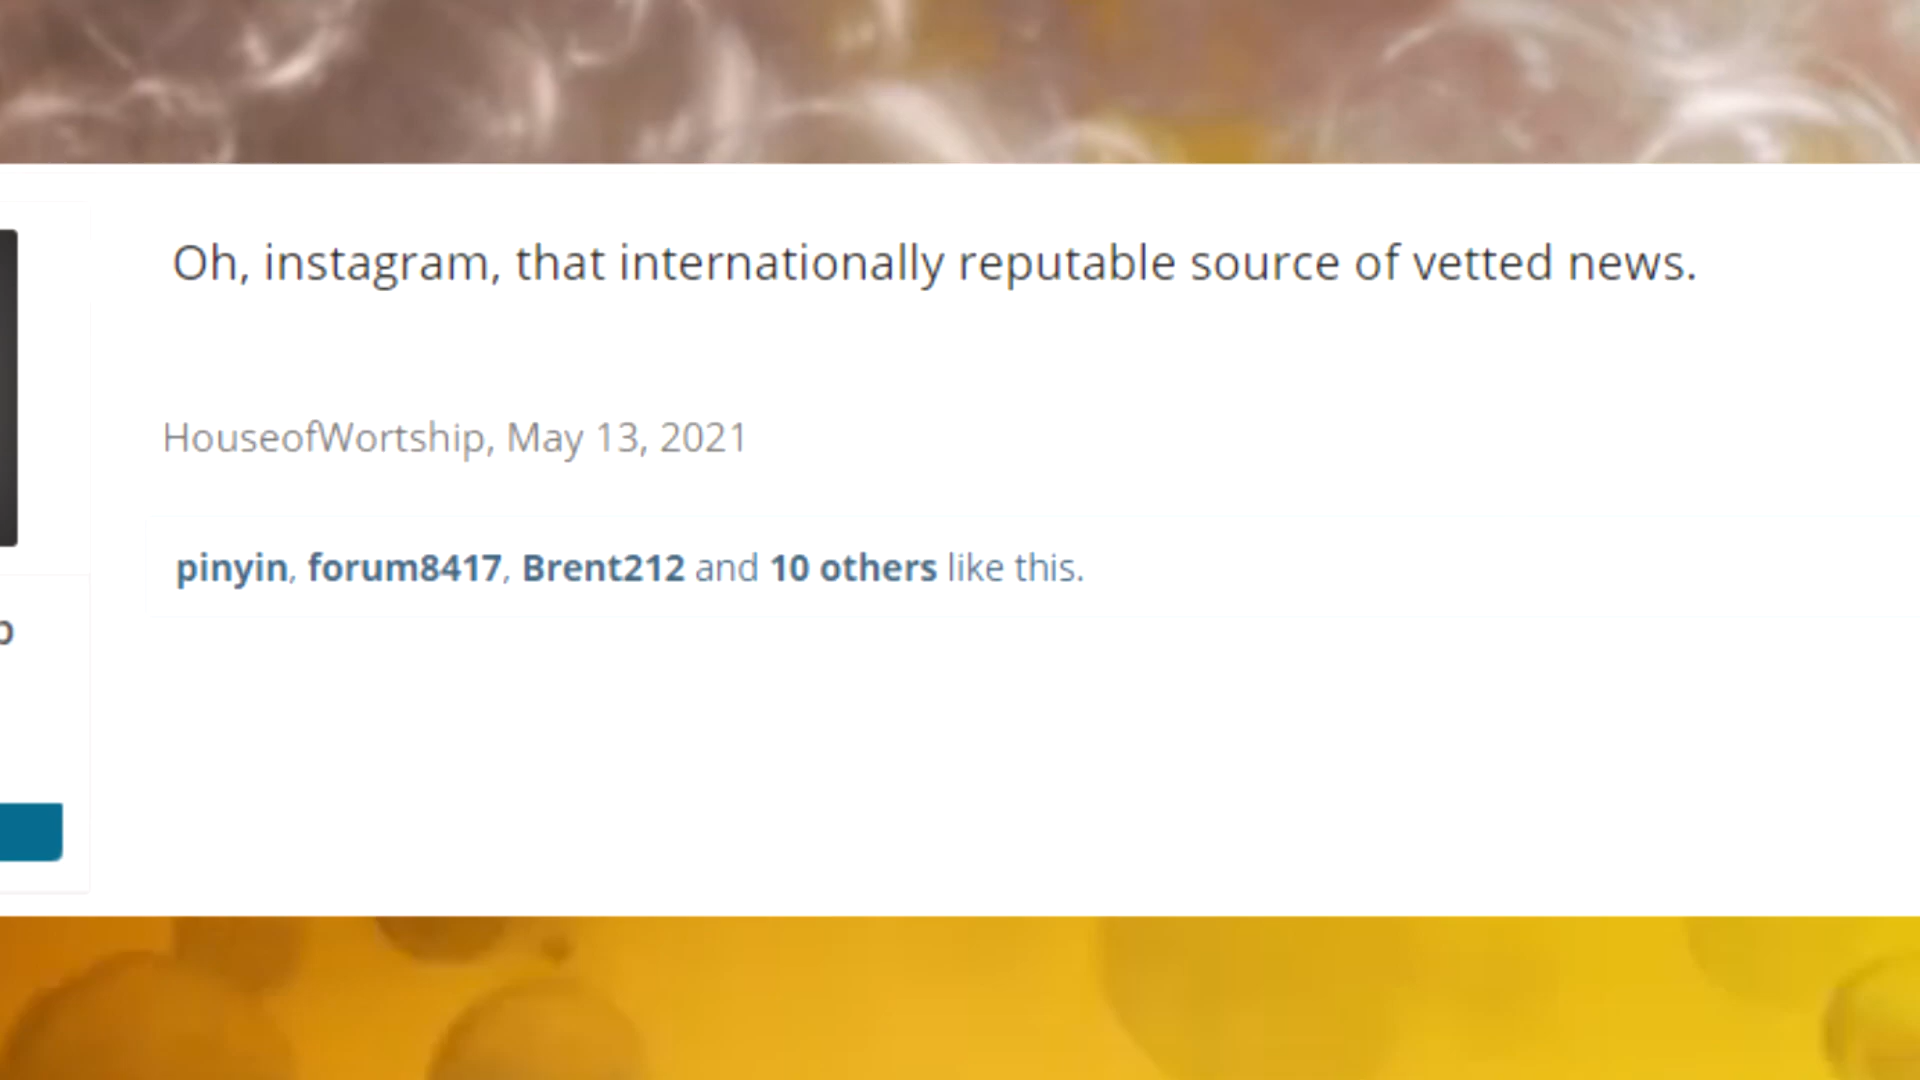 Oh, instagram, that internationally reputable source of vetted news.
HouseofWortship, May 13, 2021
pinyin, forum8417, Brent212 and 10 others like this.
p